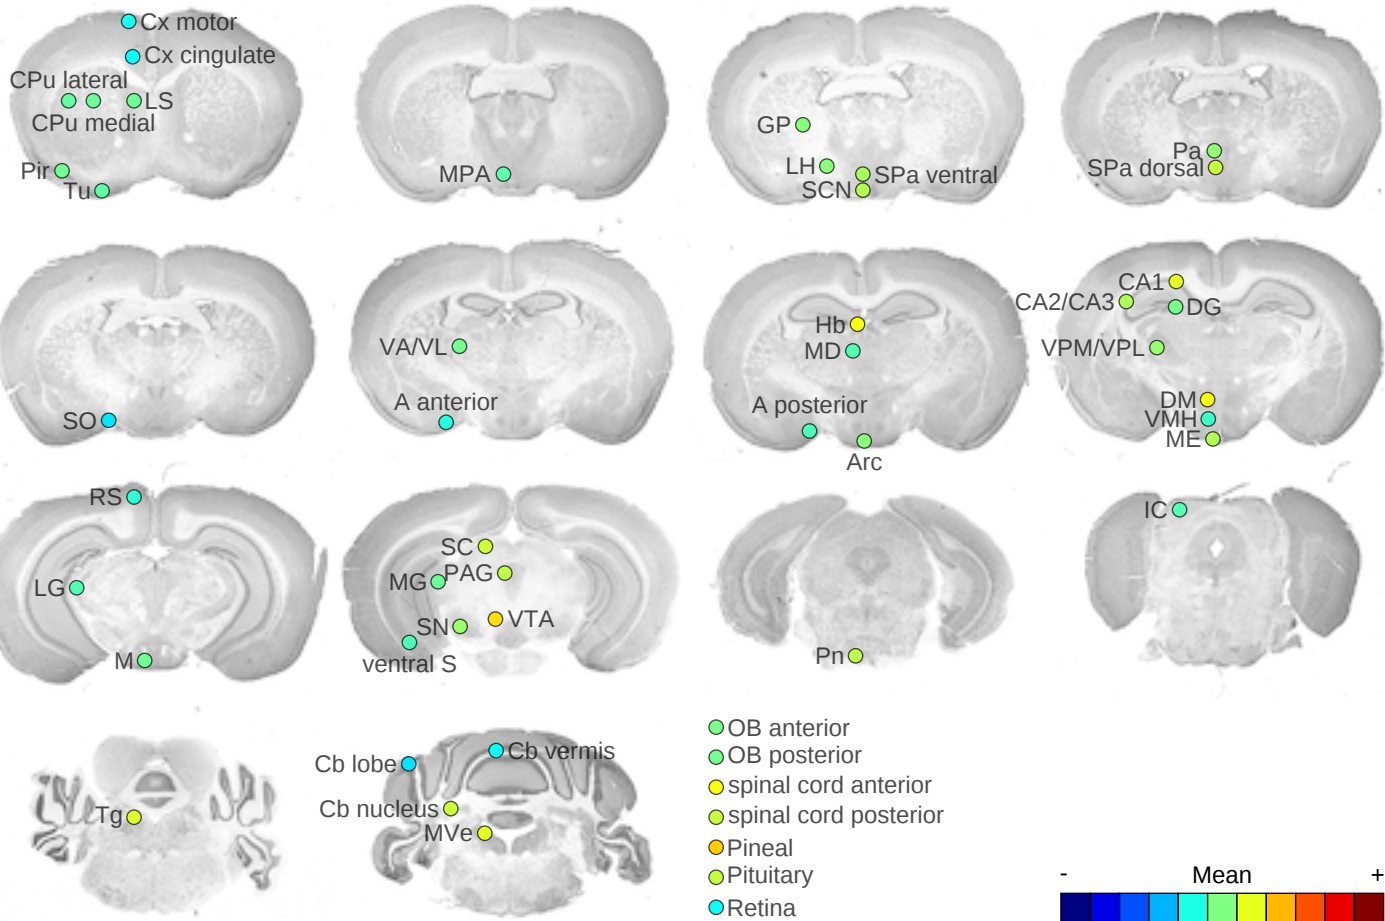 Cx motor
Cx cingulate
CPu lateral
LS
CPu medial
Pir
Tu
MPA
GP
LH
SPa ventral
SCN
Pa
SPa dorsal
SO
VA/VL
A anterior
Hb
MD
A posterior
Arc
CA1
CA2/CA3
DG
VPM/VPL
DM
VMH
ME
RS
LG
M
SC
PAG
MG
VTA
SN
ventral S
Pn
IC
Tg
Cb vermis
Cb lobe
Cb nucleus
MVe
OB anterior
OB posterior
spinal cord anterior
spinal cord posterior
Pineal
Pituitary
Retina
- Mean +